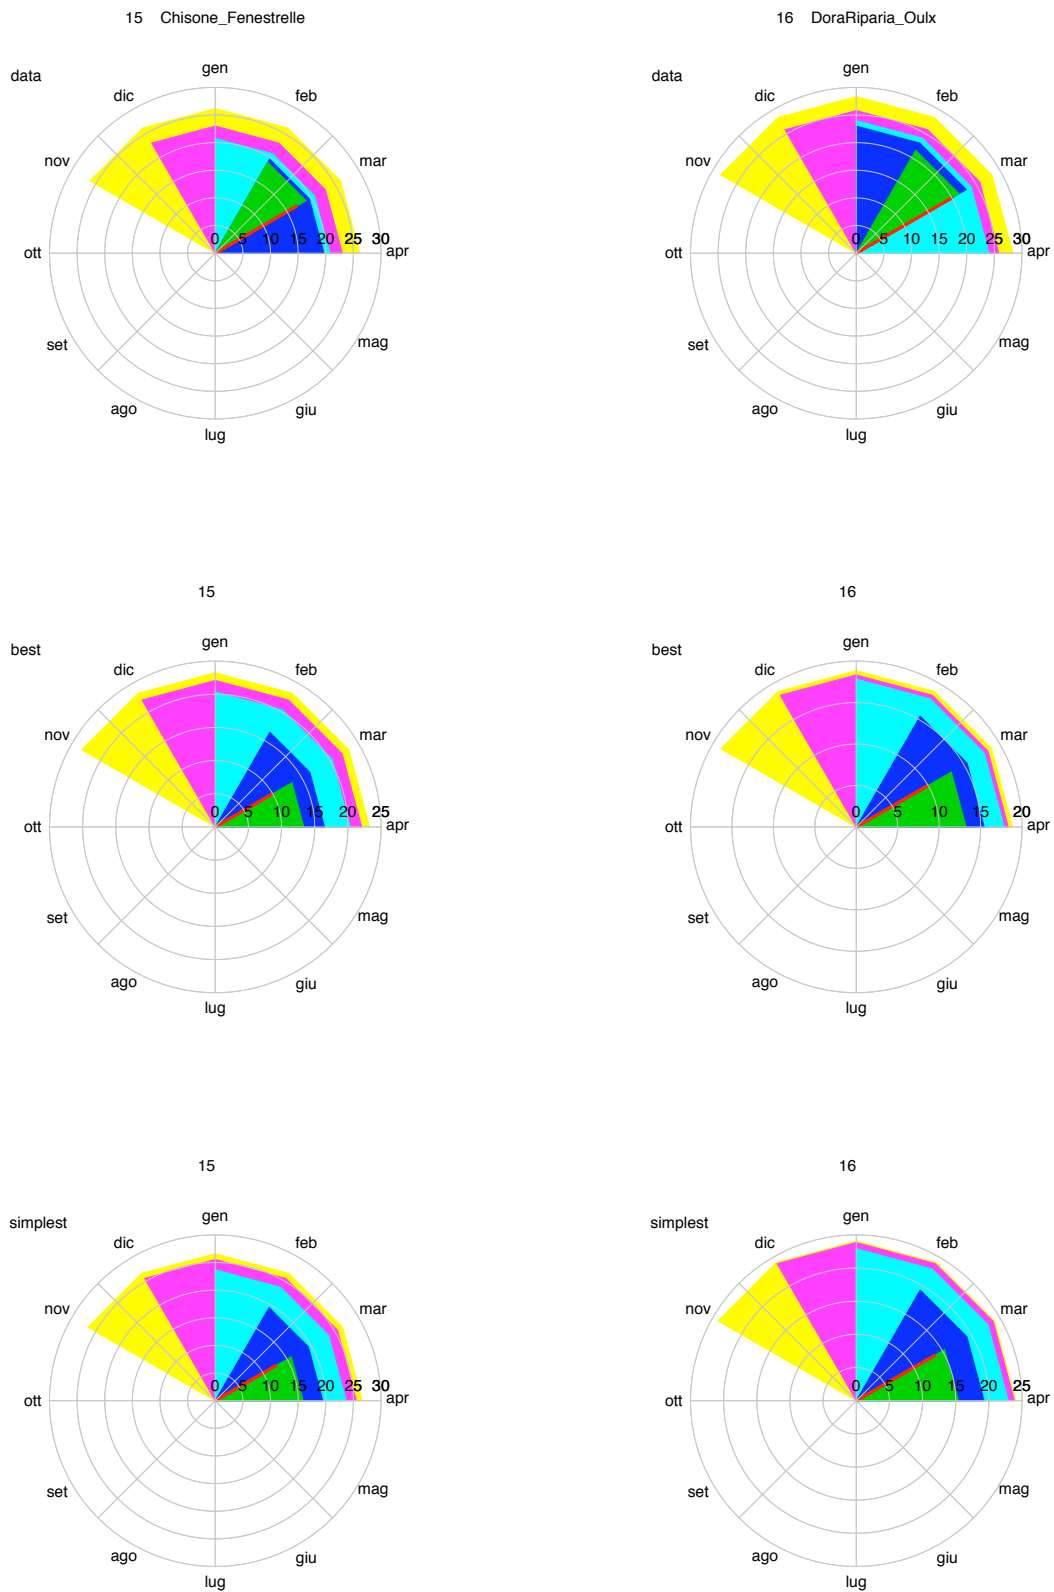 15 Chisone_Fenestrelle
16 DoraRiparia_Oulx
data
gen
feb
mar
apr
mag
giu
lug
ago
set
ott
nov
dic
0 5 10 15 20 25 30
data
gen
feb
mar
apr
mag
giu
lug
ago
set
ott
nov
dic
0 5 10 15 20 25 30
15
16
best
gen
feb
mar
apr
mag
giu
lug
ago
set
ott
nov
dic
0 5 10 15 20 25
best
gen
feb
mar
apr
mag
giu
lug
ago
set
ott
nov
dic
0 5 10 15 20
15
16
simplest
gen
feb
mar
apr
mag
giu
lug
ago
set
ott
nov
dic
0 5 10 15 20 25 30
simplest
gen
feb
mar
apr
mag
giu
lug
ago
set
ott
nov
dic
0 5 10 15 20 25